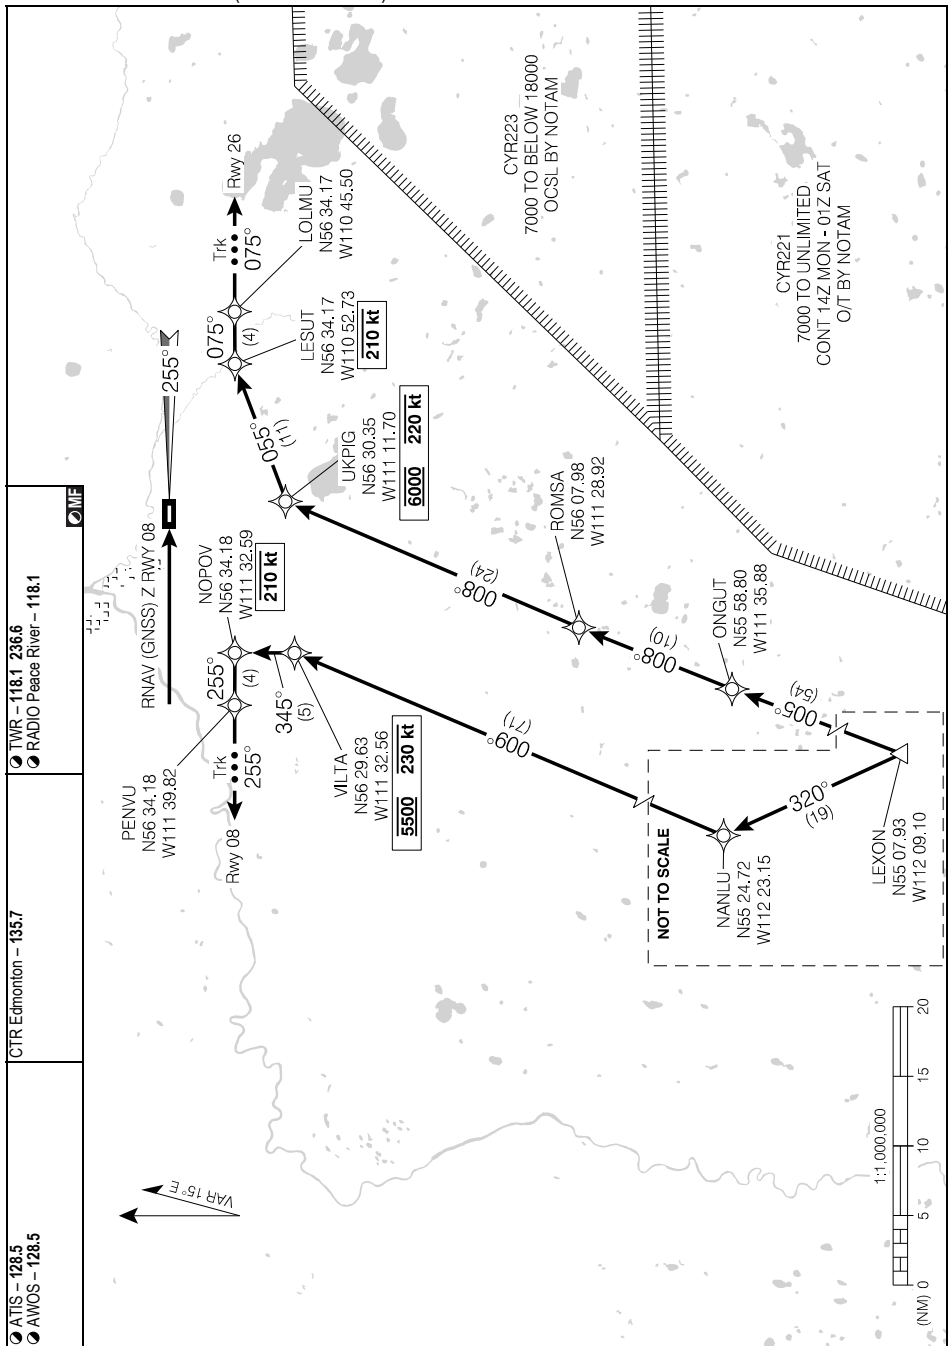 ATIS – 128.5
AWOS – 128.5
CTR Edmonton – 135.7
TWR – 118.1 236.6
RADIO Peace River – 118.1
MF
VAR 15° E
RNAV (GNSS) Z RWY 08
255°
PENVU
N56 34.18
W111 39.82
NOPOV
N56 34.18
W111 32.59
210 kt
Rwy 08
Trk
255°
255°
(4)
345°
(5)
VILTA
N56 29.63
W111 32.56
5500 230 kt
009°
(71)
075°
(4)
Trk
075°
Rwy 26
LOLMU
N56 34.17
W110 45.50
LESUT
N56 34.17
W110 52.73
210 kt
055°
(11)
UKPIG
N56 30.35
W111 11.70
6000 220 kt
008°
(24)
ROMSA
N56 07.98
W111 28.92
008°
(10)
ONGUT
N55 58.80
W111 35.88
005°
(54)
NOT TO SCALE
NANLU
N55 24.72
W112 23.15
320°
(19)
LEXON
N55 07.93
W112 09.10
CYR223
7000 TO BELOW 18000
OCSL BY NOTAM
CYR221
7000 TO UNLIMITED
CONT 14Z MON - 01Z SAT
O/T BY NOTAM
1:1,000,000
(NM) 0 5 10 15 20